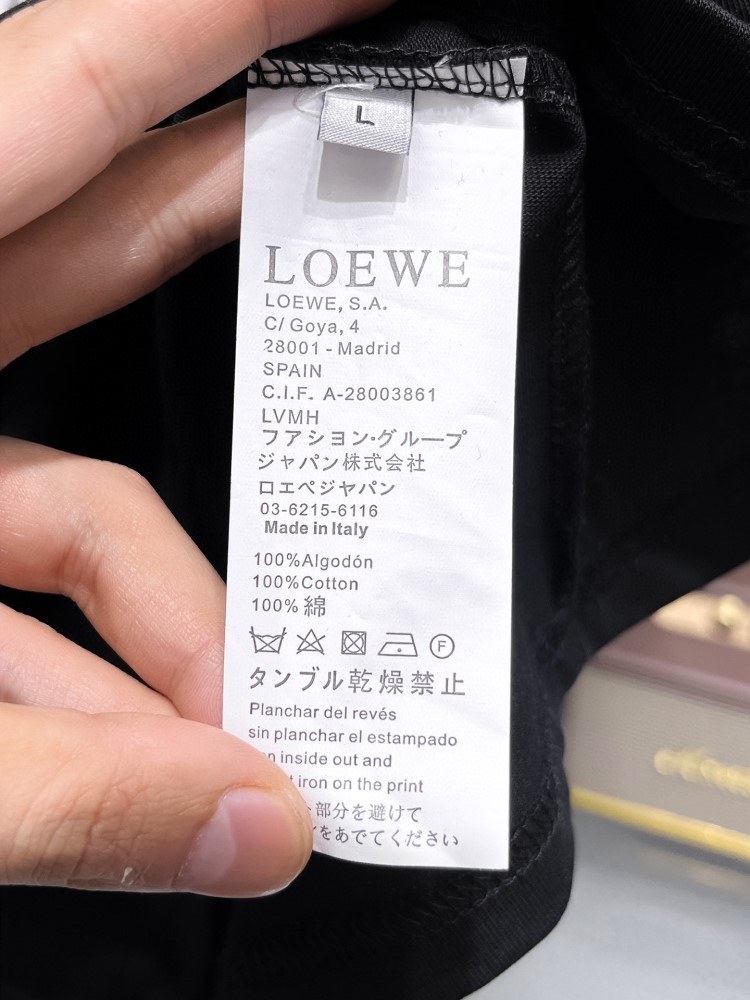 L
LOEWE
LOEWE, S.A.
C/ Goya, 4
28001 - Madrid
SPAIN
C.I.F. A-28003861
LVMH
フアショヨン・グループ
ジャパン株式会社
ロエベジャパン
03-6215-6116
Made in Italy
100%Algodón
100%Cotton
100% 綿
F
タンブル乾燥禁止
Planchar del revés
sin planchar el estampado
inside out and
iron on the print
部分を避けて
をあでてください